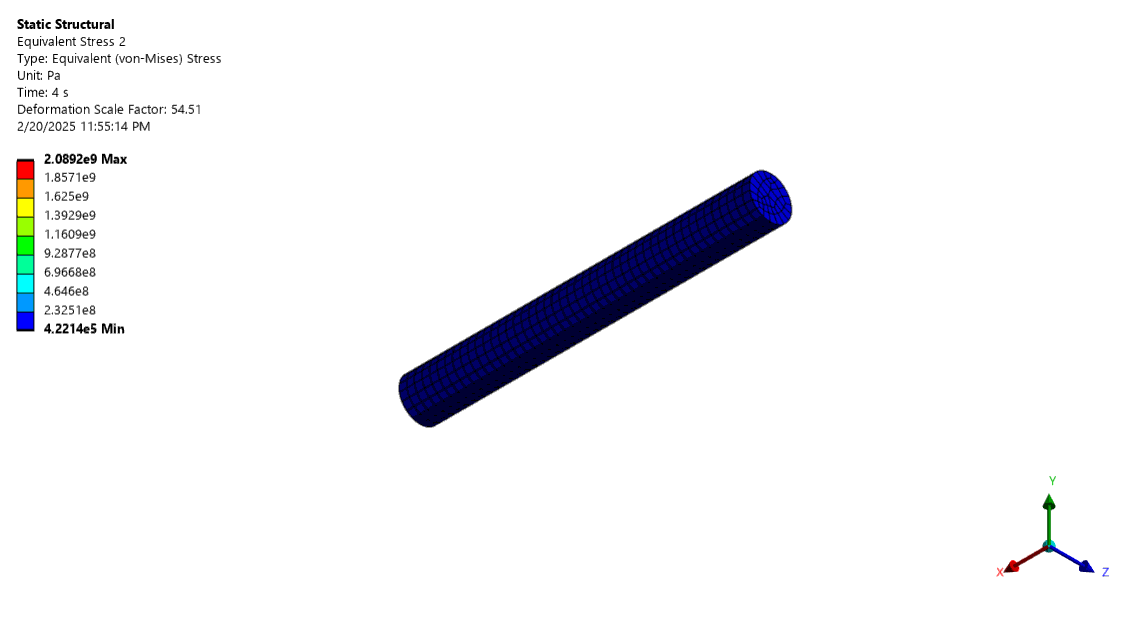 Static Structural
Equivalent Stress 2
Type: Equivalent (von-Mises) Stress
Unit: Pa
Time: 4 s
Deformation Scale Factor: 54.51
2/20/2025 11:55:14 PM
2.0892e9 Max
1.8571e9
1.625e9
1.3929e9
1.1609e9
9.2877e8
6.9668e8
4.646e8
2.3251e8
4.2214e5 Min
Y
X
Z